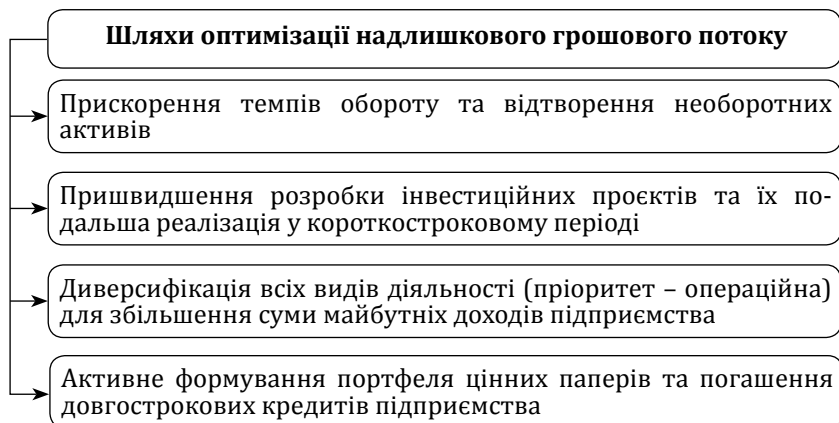 Шляхи оптимізації надлишкового грошового потоку
Прискорення темпів обороту та відтворення необоротних
активів
Пришвидшення розробки інвестиційних проєктів та їх по-
дальша реалізація у короткостроковому періоді
Диверсифікація всіх видів діяльності (пріоритет – операційна)
для збільшення суми майбутніх доходів підприємства
Активне формування портфеля цінних паперів та погашення
довгострокових кредитів підприємства